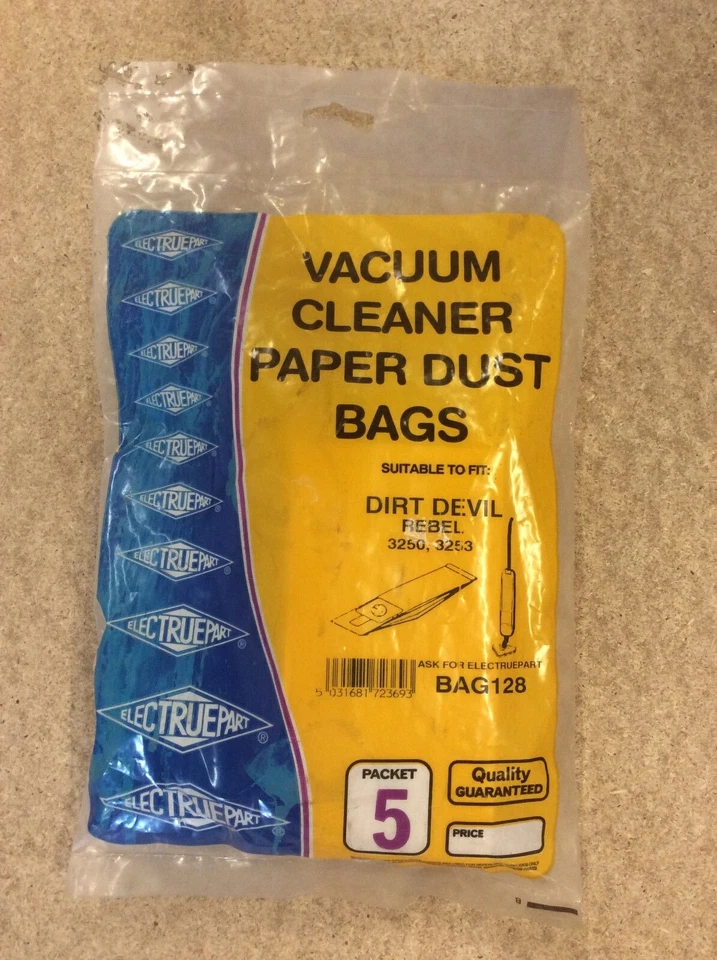 ELECTRUEPART
ELECTRUEPART ®
ELECTRUEPART ®
ELECTRUEPART ®
ELECTRUEPART ®
ELECTRUEPART ®
ELECTRUEPART ®
ELECTRUEPART ®
ELECTRUEPART ®
ELECTRUEPART ®
VACUUM
CLEANER
PAPER DUST
BAGS
SUITABLE TO FIT:
DIRT DEVIL
REBEL
3250, 3253
ASK FOR ELECTRUEPART
BAG128
5 031681 723693
PACKET
5
Quality
GUARANTEED
PRICE